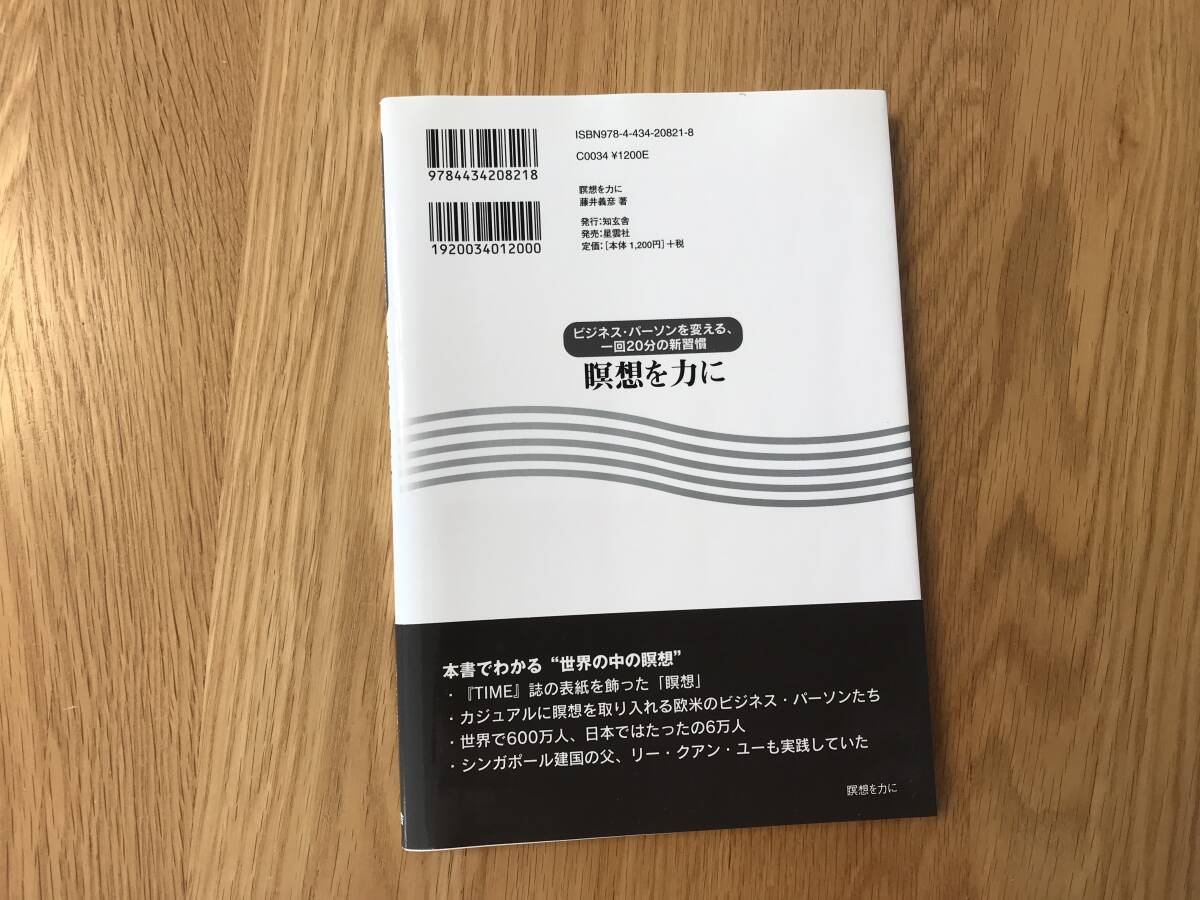 ISBN978-4-434-20821-8
C0034 ¥1200E
9784434208218
1920034012000
瞑想を力に
藤井義彦 著
発行：知玄舎
発売：星雲社
定価：［本体 1,200円］+税
ビジネス・パーソンを変える、
一回20分の新習慣
瞑想を力に
本書でわかる “世界の中の瞑想”
・『TIME』誌の表紙を飾った「瞑想」
・カジュアルに瞑想を取り入れる欧米のビジネス・パーソンたち
・世界で600万人、日本ではたったの6万人
・シンガポール建国の父、リー・クアン・ユーも実践していた
瞑想を力に